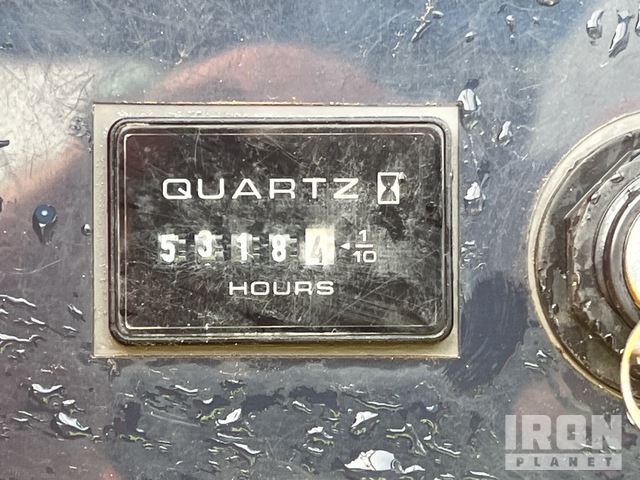 QUARTZ
53184 1/10
HOURS
IRON
PLANET